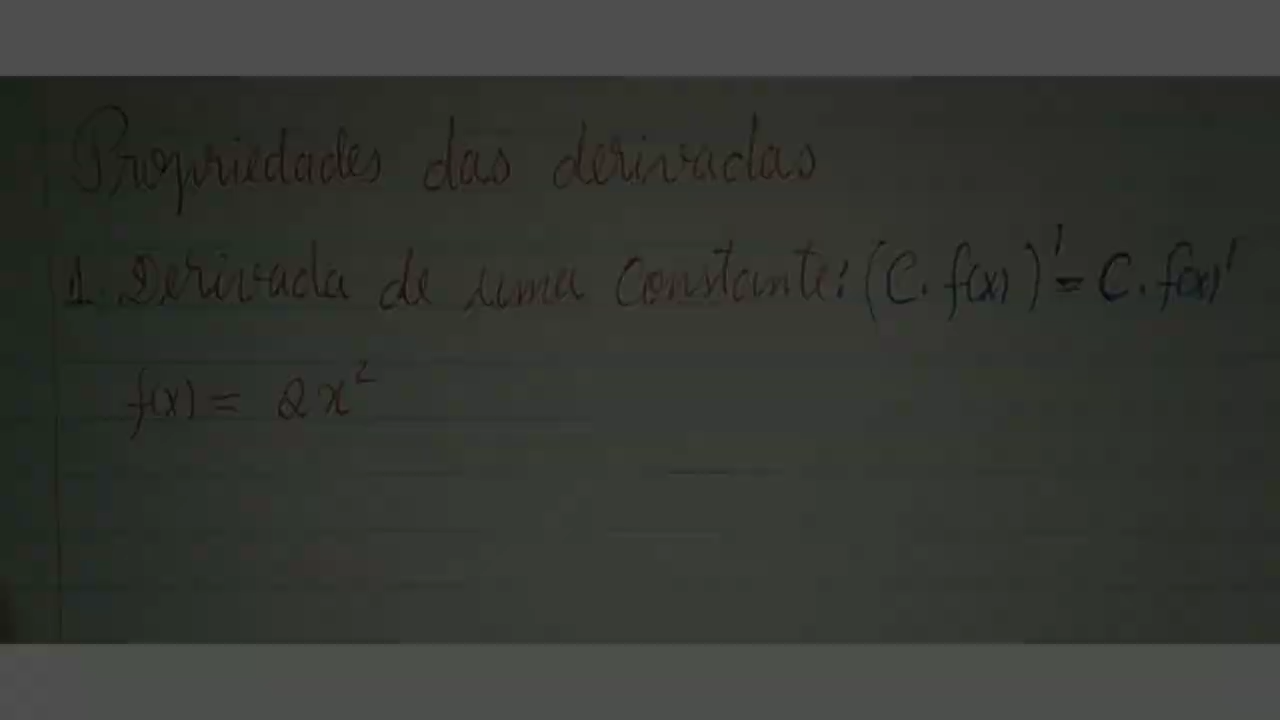 Propriedades das derivadas
1. Derivada de uma constante: (C. f(x))' = C. f(x)'
f(x) = 2x²